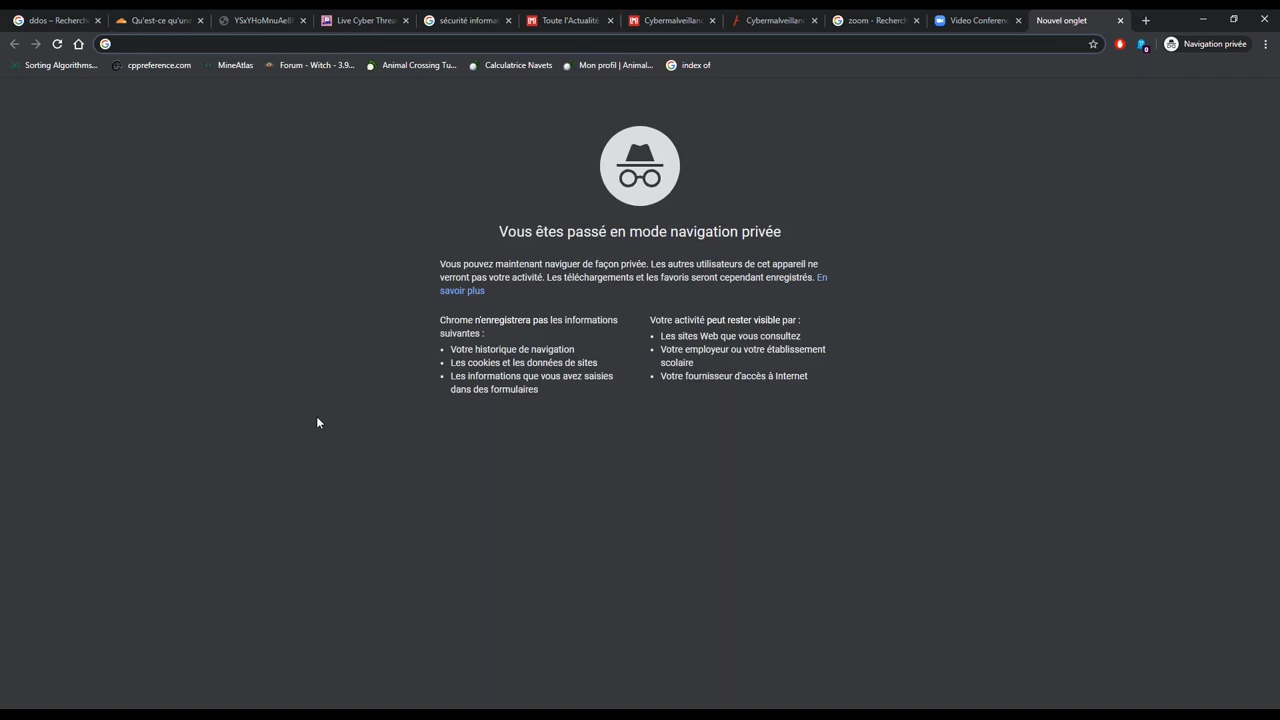 ddos – Recherch
Qu'est-ce qu'une
YSxYHoMnuAeB
Live Cyber Threa
sécurité informat
Toute l'Actualité
Cybermalveillanc
Cybermalveillanc
zoom - Recherch
Video Conferenc
Nouvel onglet
Navigation privée
Sorting Algorithms...
cppreference.com
MineAtlas
Forum - Witch - 3.9...
Animal Crossing Tu...
Calculatrice Navets
Mon profil | Animal...
index of
Vous êtes passé en mode navigation privée
Vous pouvez maintenant naviguer de façon privée. Les autres utilisateurs de cet appareil ne
verront pas votre activité. Les téléchargements et les favoris seront cependant enregistrés. En
savoir plus
Chrome n'enregistrera pas les informations
suivantes :
• Votre historique de navigation
• Les cookies et les données de sites
• Les informations que vous avez saisies
dans des formulaires
Votre activité peut rester visible par :
• Les sites Web que vous consultez
• Votre employeur ou votre établissement
scolaire
• Votre fournisseur d'accès à Internet